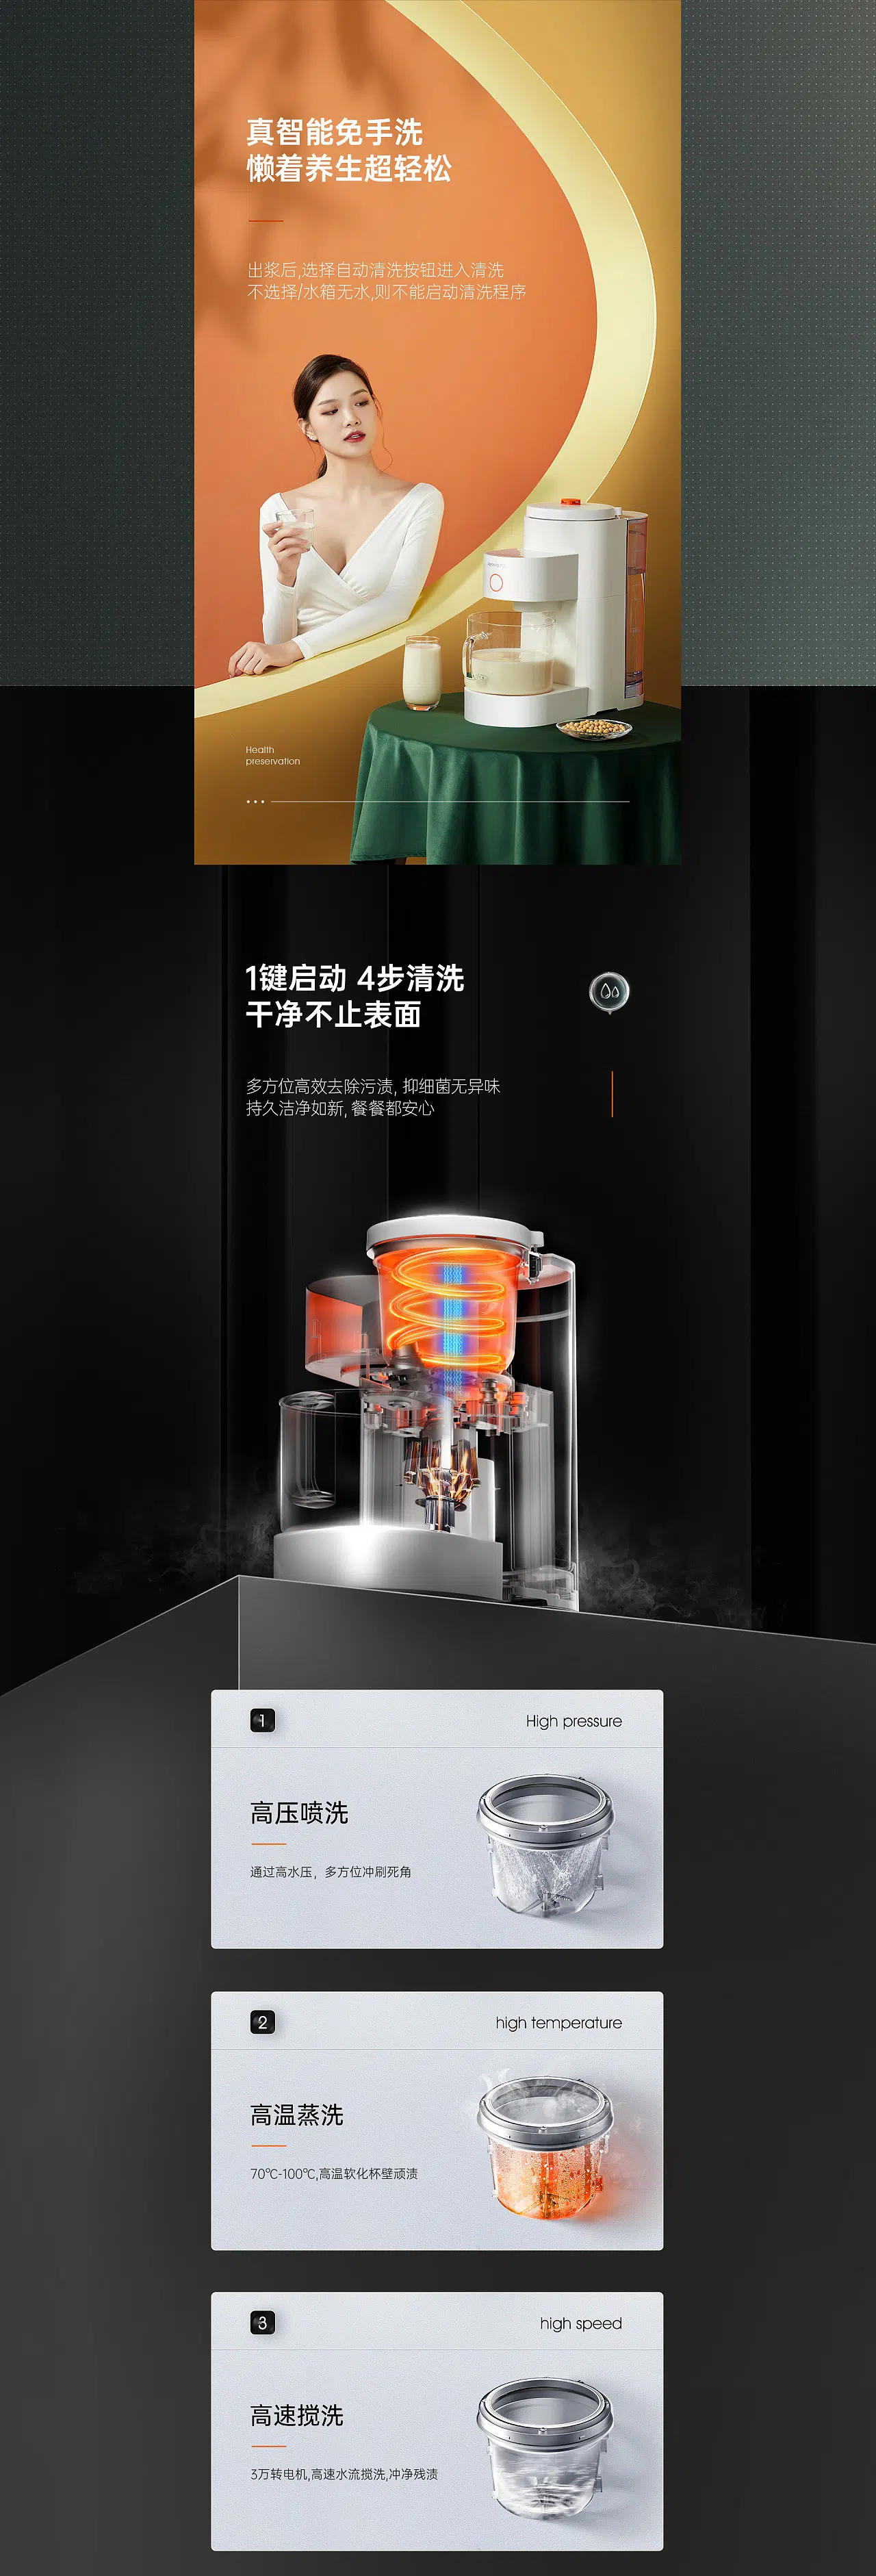 真智能免手洗
懒着养生超轻松
出浆后,选择自动清洗按钮进入清洗
不选择/水箱无水,则不能启动清洗程序
Health
preservation
1键启动 4步清洗
干净不止表面
多方位高效去除污渍, 抑细菌无异味
持久洁净如新, 餐餐都安心
1
High pressure
高压喷洗
通过高水压，多方位冲刷死角
2
high temperature
高温蒸洗
70℃-100℃,高温软化杯壁顽渍
3
high speed
高速搅洗
3万转电机,高速水流搅洗,冲净残渍